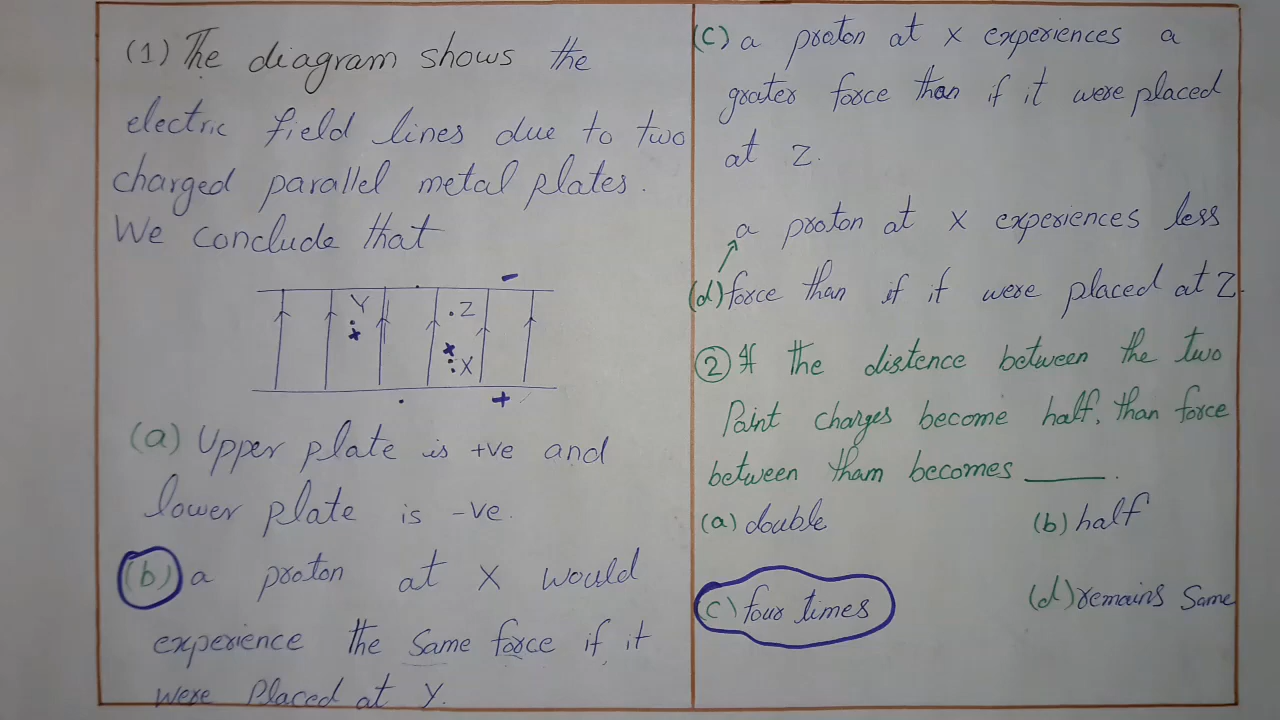 (1) The diagram shows the
electric field lines due to two
charged parallel metal plates.
We conclude that
-
Y
.Z
+
+
X
+
(a) Upper plate is +ve and
lower plate is -ve.
(b) a proton at X would
experience the same force if it
were placed at Y.
(c) a proton at x experiences a
grater force than if it were placed
at z.
a proton at x experiences less
(d) force than if it were placed at Z.
(2) If the distence between the two
Point charges become half, than force
between tham becomes ____.
(a) double (b) half
(c) four times (d) remains Same